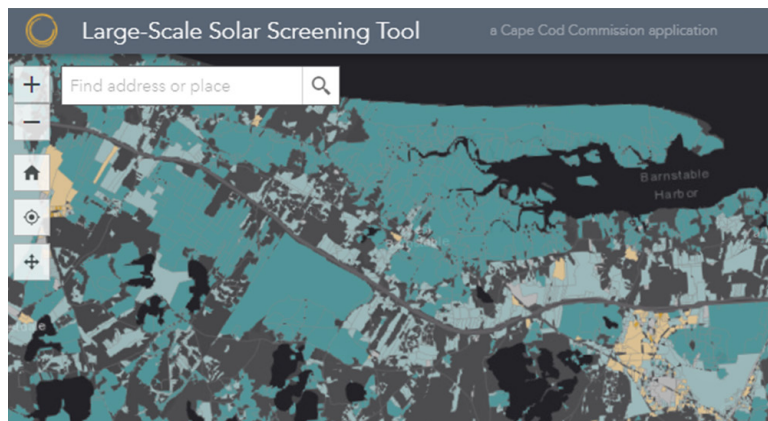 Large-Scale Solar Screening Tool
a Cape Cod Commission application
Find address or place
Barnstable
Harbor